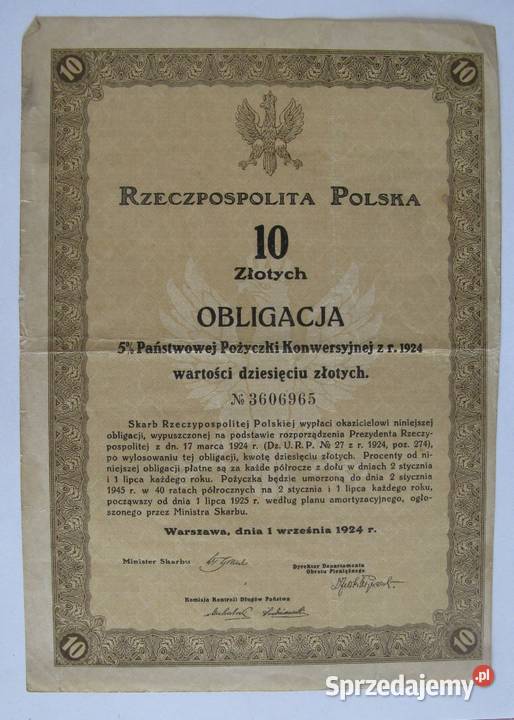 10 10
RZECZPOSPOLITA POLSKA
10
Złotych
OBLIGACJA
5% Państwowej Pożyczki Konwersyjnej z r. 1924
wartości dziesięciu złotych.
№ 3606965
Skarb Rzeczypospolitej Polskiej wypłaci okazicielowi niniejszej
obligacji, wypuszczonej na podstawie rozporządzenia Prezydenta Rzeczy-
pospolitej z dn. 17 marca 1924 r. (Dz. U. R. P. № 27 z r. 1924, poz. 274),
po wylosowaniu tej obligacji, kwotę dziesięciu złotych. Procenty od ni-
niejszej obligacji płatne są za każde półrocze z dołu w dniach 2 stycznia
i 1 lipca każdego roku. Pożyczka będzie umorzoną do dnia 2 stycznia
1945 r. w 40 ratach półrocznych na 2 stycznia i 1 lipca każdego roku,
począwszy od dnia 1 lipca 1925 r. według planu amortyzacyjnego, ogło-
szonego przez Ministra Skarbu.
Warszawa, dnia 1 września 1924 r.
Minister Skarbu
Dyrektor Departamentu
Obrotu Pieniężnego
Komisja Kontroli Długów Państwa
10 10
Sprzedajemy.pl